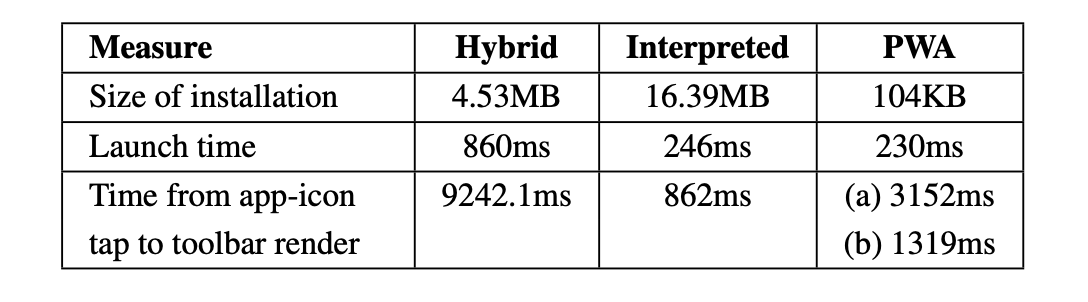 Measure Hybrid Interpreted PWA
Size of installation 4.53MB 16.39MB 104KB
Launch time 860ms 246ms 230ms
Time from app-icon 9242.1ms 862ms (a) 3152ms
tap to toolbar render (b) 1319ms